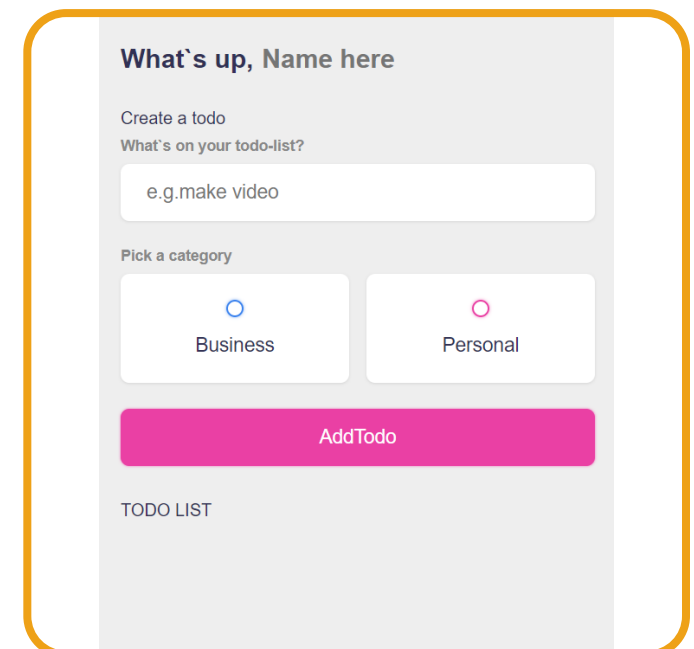 What`s up, Name here
Create a todo
What`s on your todo-list?
e.g.make video
Pick a category
Business Personal
AddTodo
TODO LIST